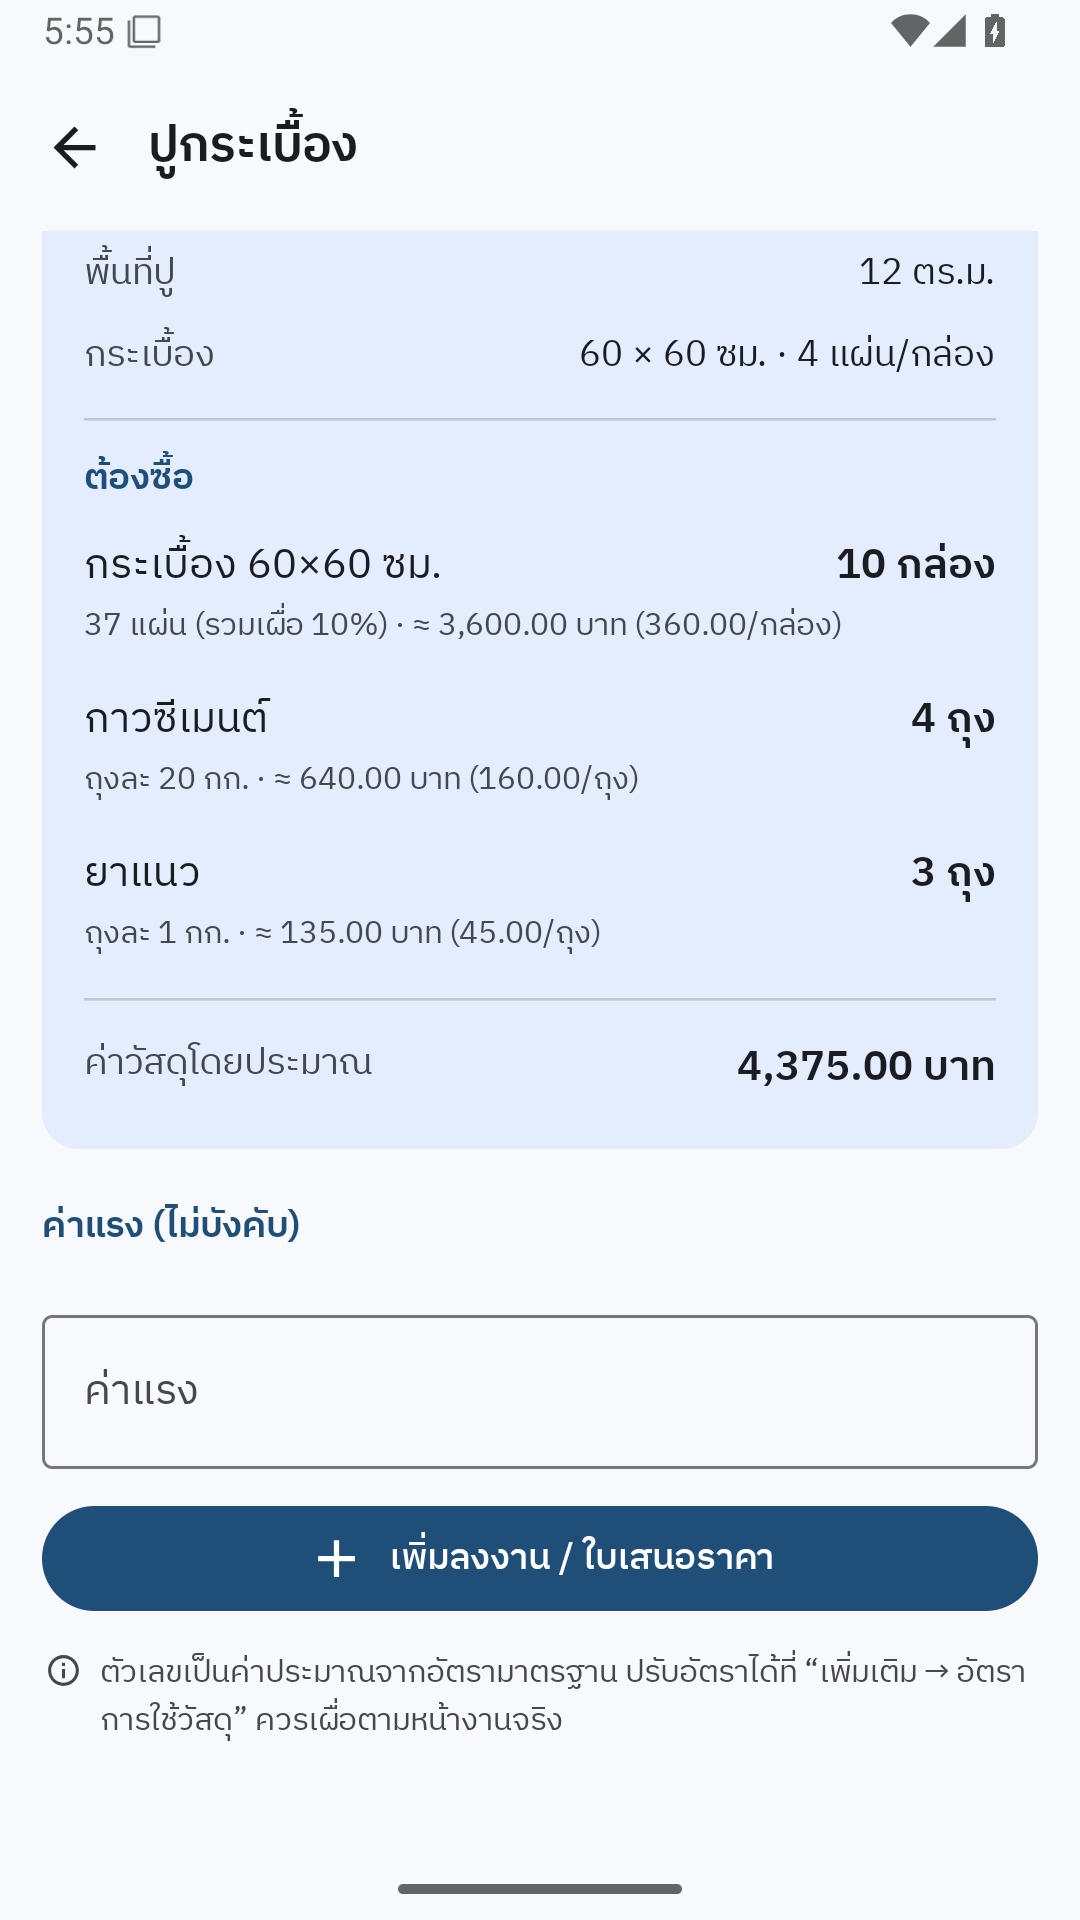 5:55
ปูกระเบื้อง
พื้นที่ปู 12 ตร.ม.
กระเบื้อง 60 × 60 ซม. · 4 แผ่น/กล่อง
ต้องซื้อ
กระเบื้อง 60×60 ซม. 10 กล่อง
37 แผ่น (รวมเผื่อ 10%) · ≈ 3,600.00 บาท (360.00/กล่อง)
กาวซีเมนต์ 4 ถุง
ถุงละ 20 กก. · ≈ 640.00 บาท (160.00/ถุง)
ยาแนว 3 ถุง
ถุงละ 1 กก. · ≈ 135.00 บาท (45.00/ถุง)
ค่าวัสดุโดยประมาณ 4,375.00 บาท
ค่าแรง (ไม่บังคับ)
ค่าแรง
เพิ่มลงงาน / ใบเสนอราคา
ตัวเลขเป็นค่าประมาณจากอัตรามาตรฐาน ปรับอัตราได้ที่ “เพิ่มเติม → อัตรา
การใช้วัสดุ” ควรเผื่อตามหน้างานจริง